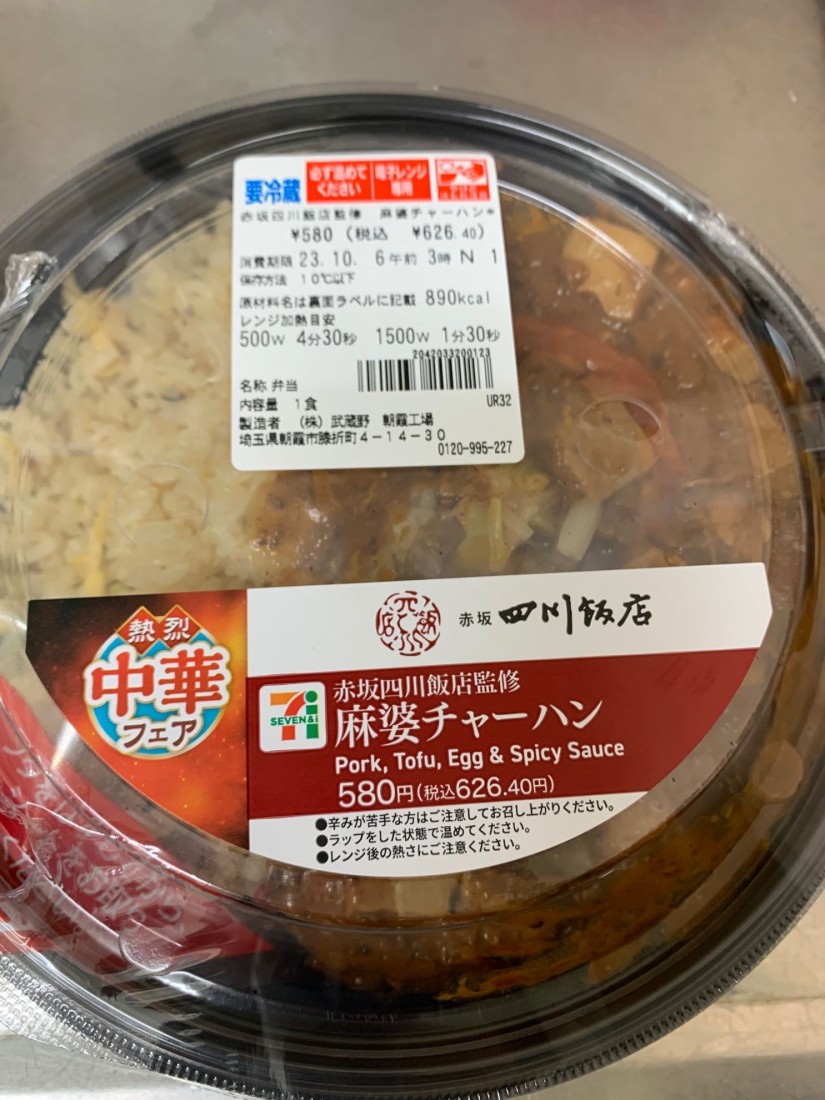 要冷蔵
必ず温めて
ください
電子レンジ
専用
赤坂四川飯店監修 麻婆チャーハン*
¥580 (税込 ¥626.40)
消費期限 23.10. 6午前 3時 N 1
保存方法 10℃以下
原材料名は裏面ラベルに記載 890kcal
レンジ加熱目安
500W 4分30秒 1500W 1分30秒
2042033200123
名称 弁当
内容量 1食
UR32
製造者 (株) 武蔵野 朝霞工場
埼玉県朝霞市膝折町4-14-30
0120-995-227
赤坂 四川飯店
熱烈
中華
フェア
SEVEN&i
赤坂四川飯店監修
麻婆チャーハン
Pork, Tofu, Egg & Spicy Sauce
580円(税込626.40円)
●辛みが苦手な方はご注意してお召し上がりください。
●ラップをした状態で温めてください。
●レンジ後の熱さにご注意ください。